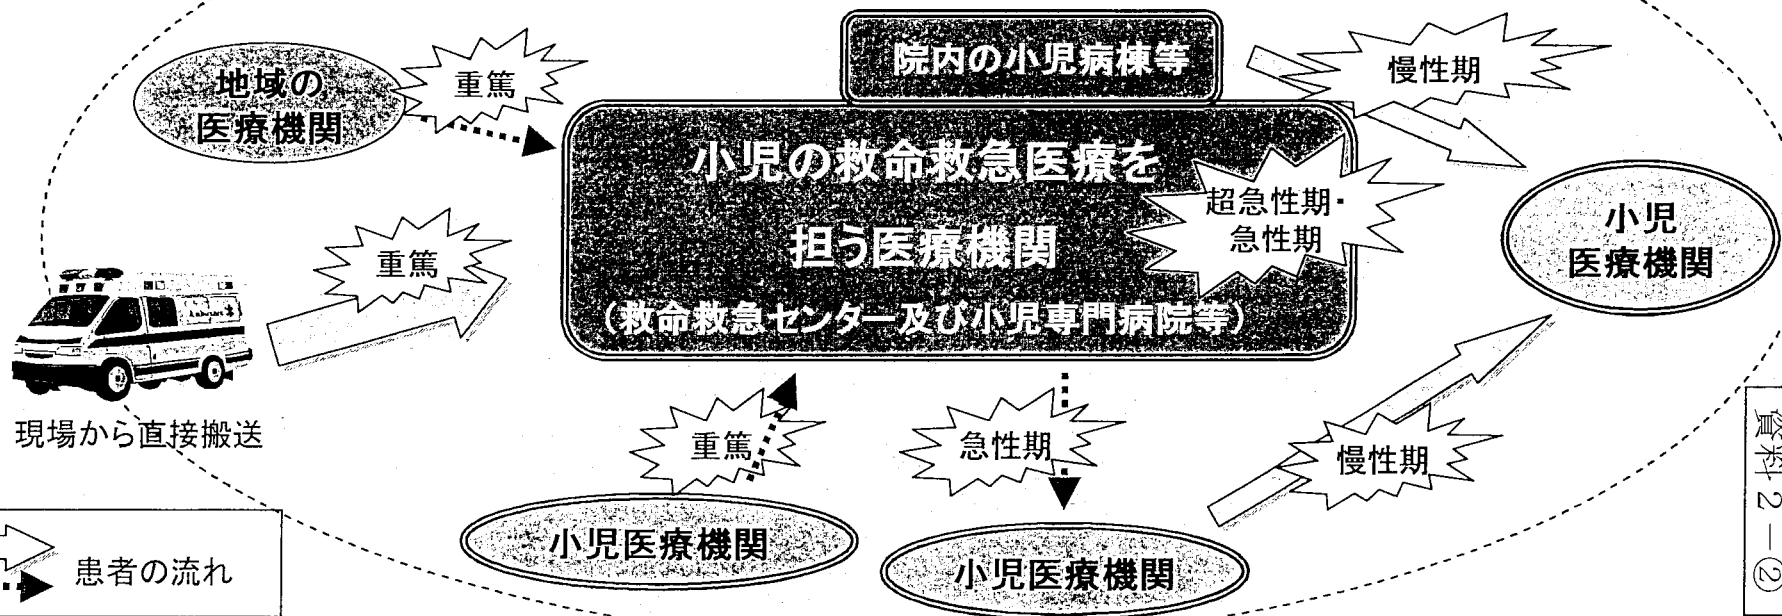 院内の小児病棟等
地域の
医療機関
重篤
慢性期
小児の救命救急医療を
担う医療機関
(救命救急センター及び小児専門病院等)
超急性期・
急性期
小児
医療機関
重篤
現場から直接搬送
重篤
急性期
慢性期
小児医療機関
小児医療機関
患者の流れ
資料2-②